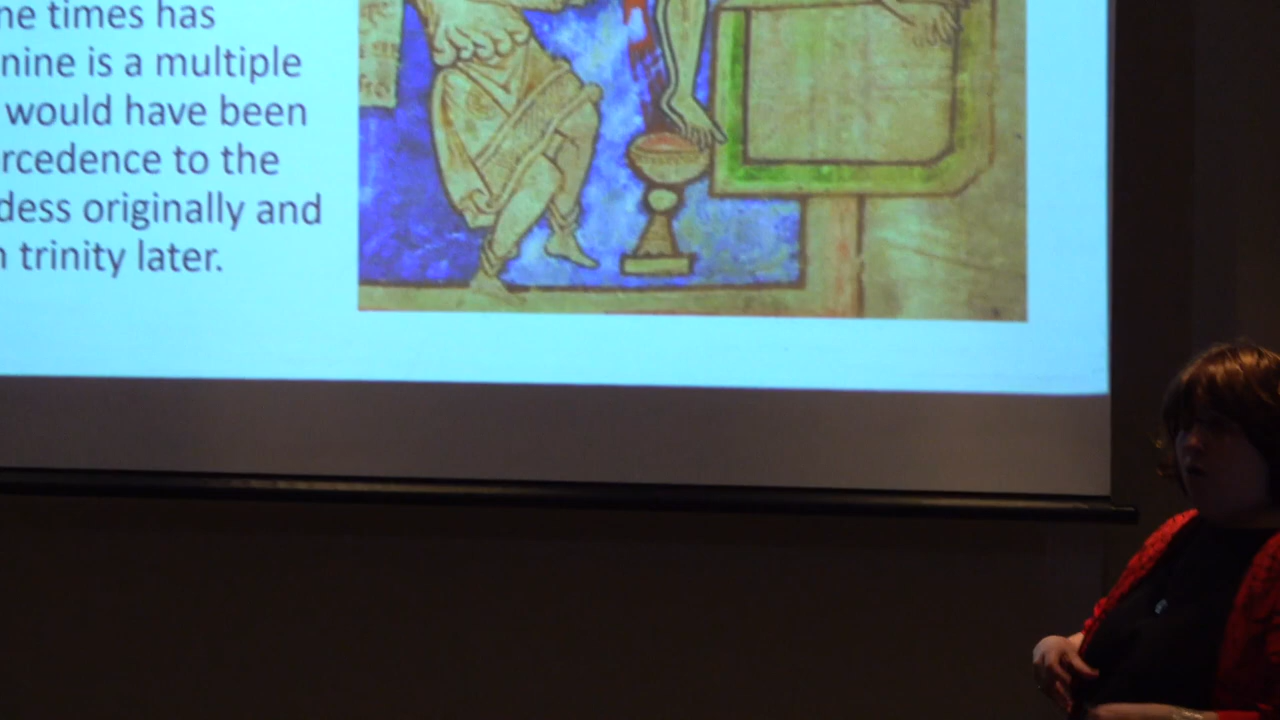 ne times has
nine is a multiple
would have been
rcedence to the
dess originally and
n trinity later.